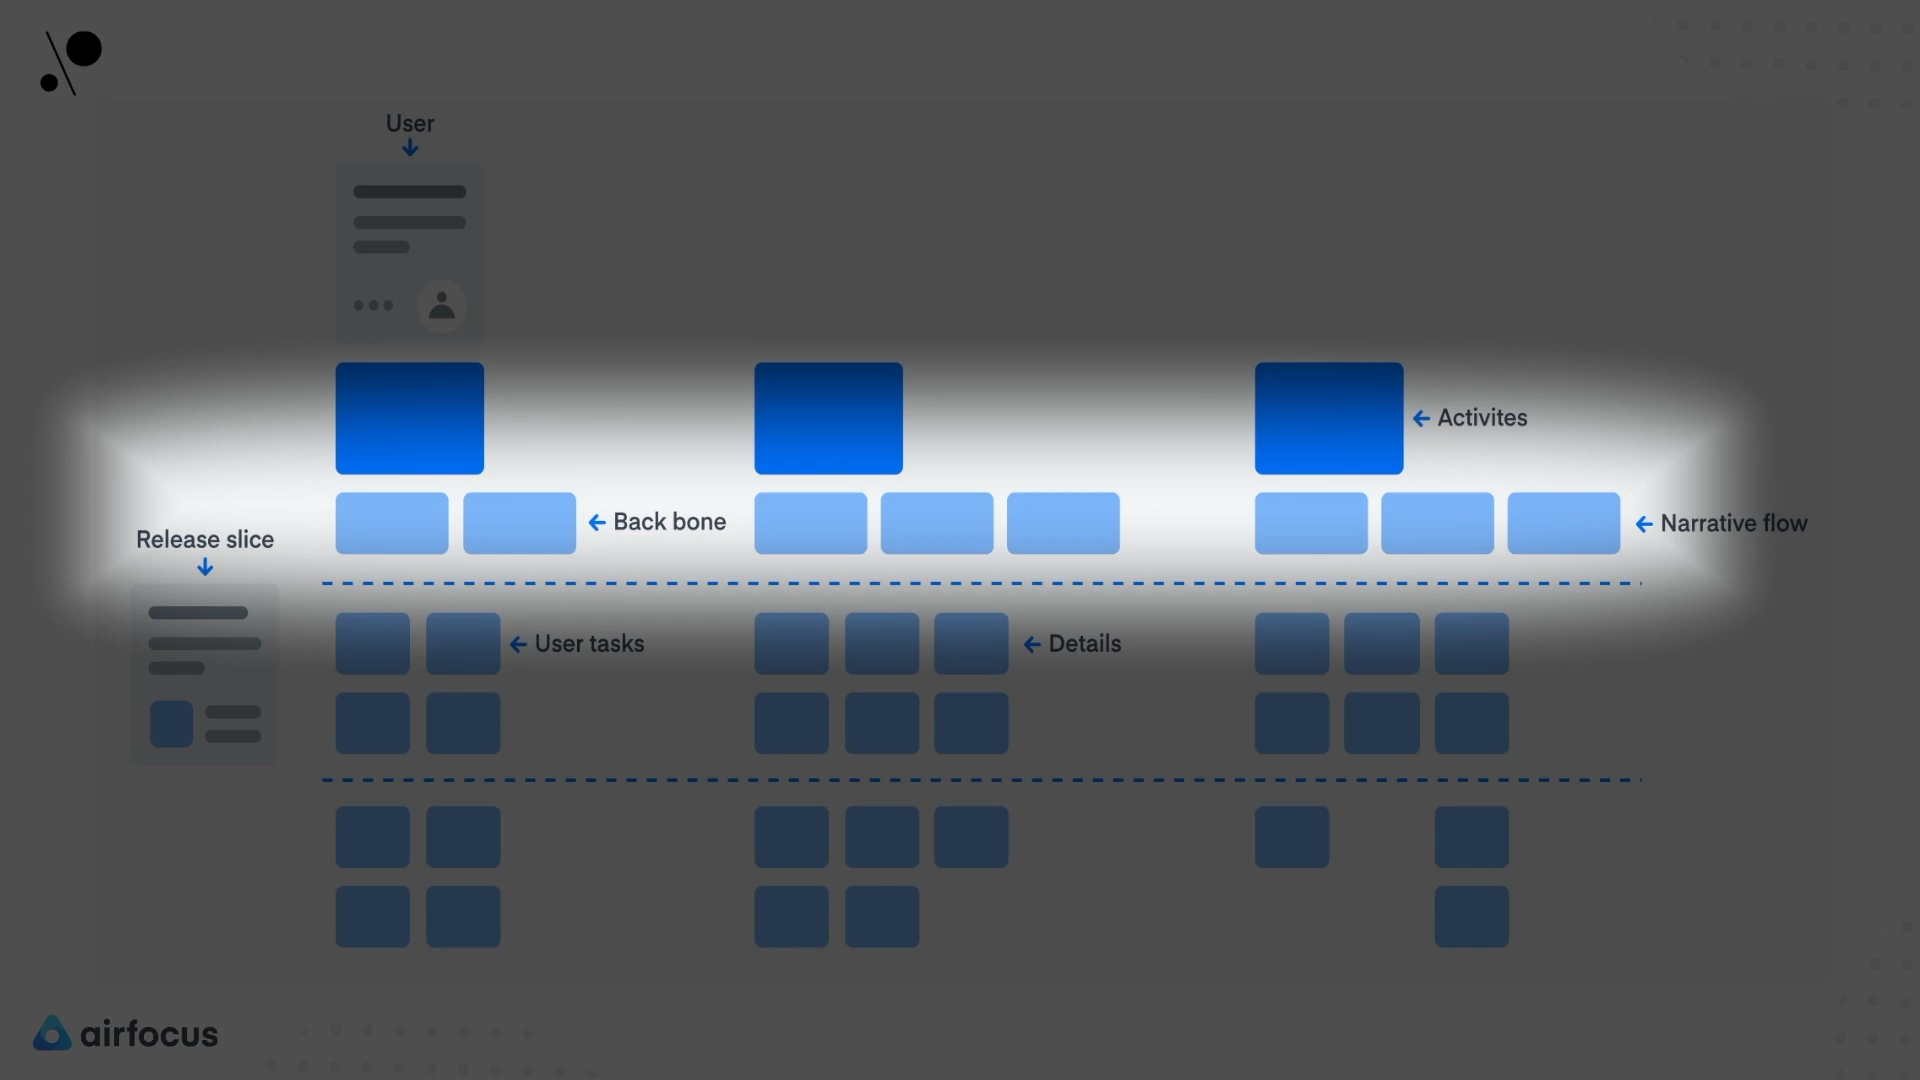 User
Activites
Back bone
Narrative flow
Release slice
User tasks
Details
airfocus